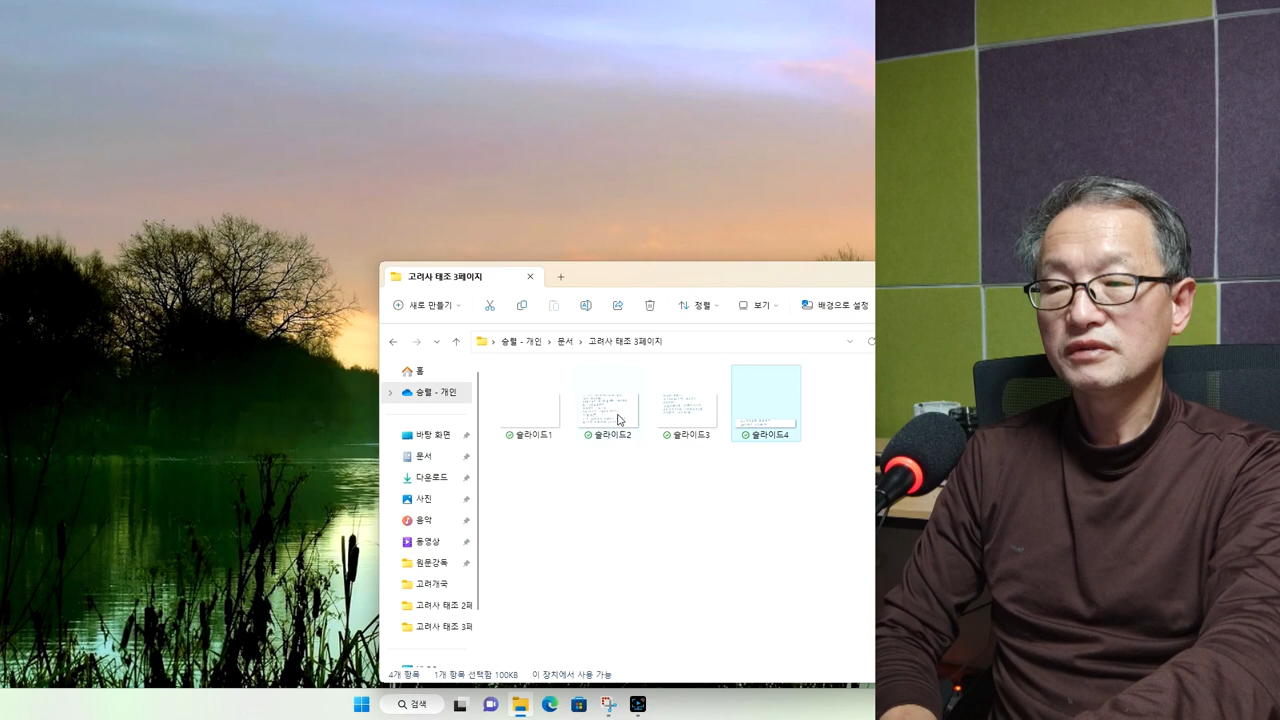 고려사 태조 3페이지
새로 만들기
정렬
보기
배경으로 설정
승렬 - 개인 > 문서 > 고려사 태조 3페이지
홈
승렬 - 개인
바탕 화면
문서
다운로드
사진
음악
동영상
원문강독
고려개국
고려사 태조 2페
고려사 태조 3페
슬라이드1
슬라이드2
슬라이드3
슬라이드4
4개 항목 1개 항목 선택함 100KB 이 장치에서 사용 가능
검색